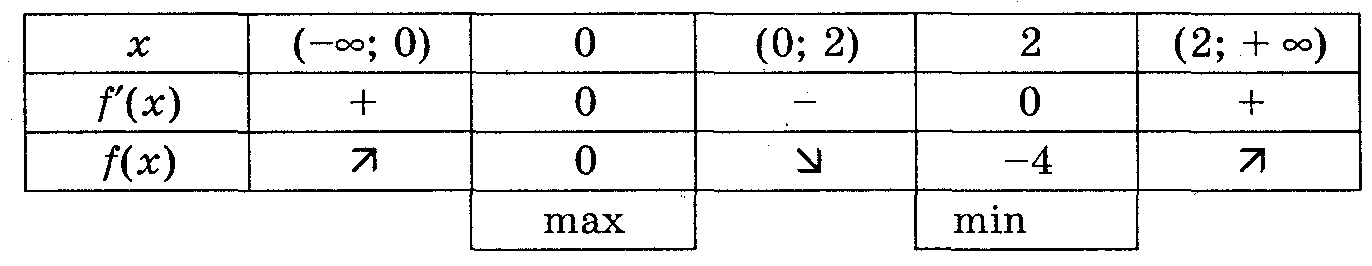 x (−∞; 0) 0 (0; 2) 2 (2; + ∞)
f′(x) + 0 − 0 +
f(x) ↗ 0 ↘ −4 ↗
max min